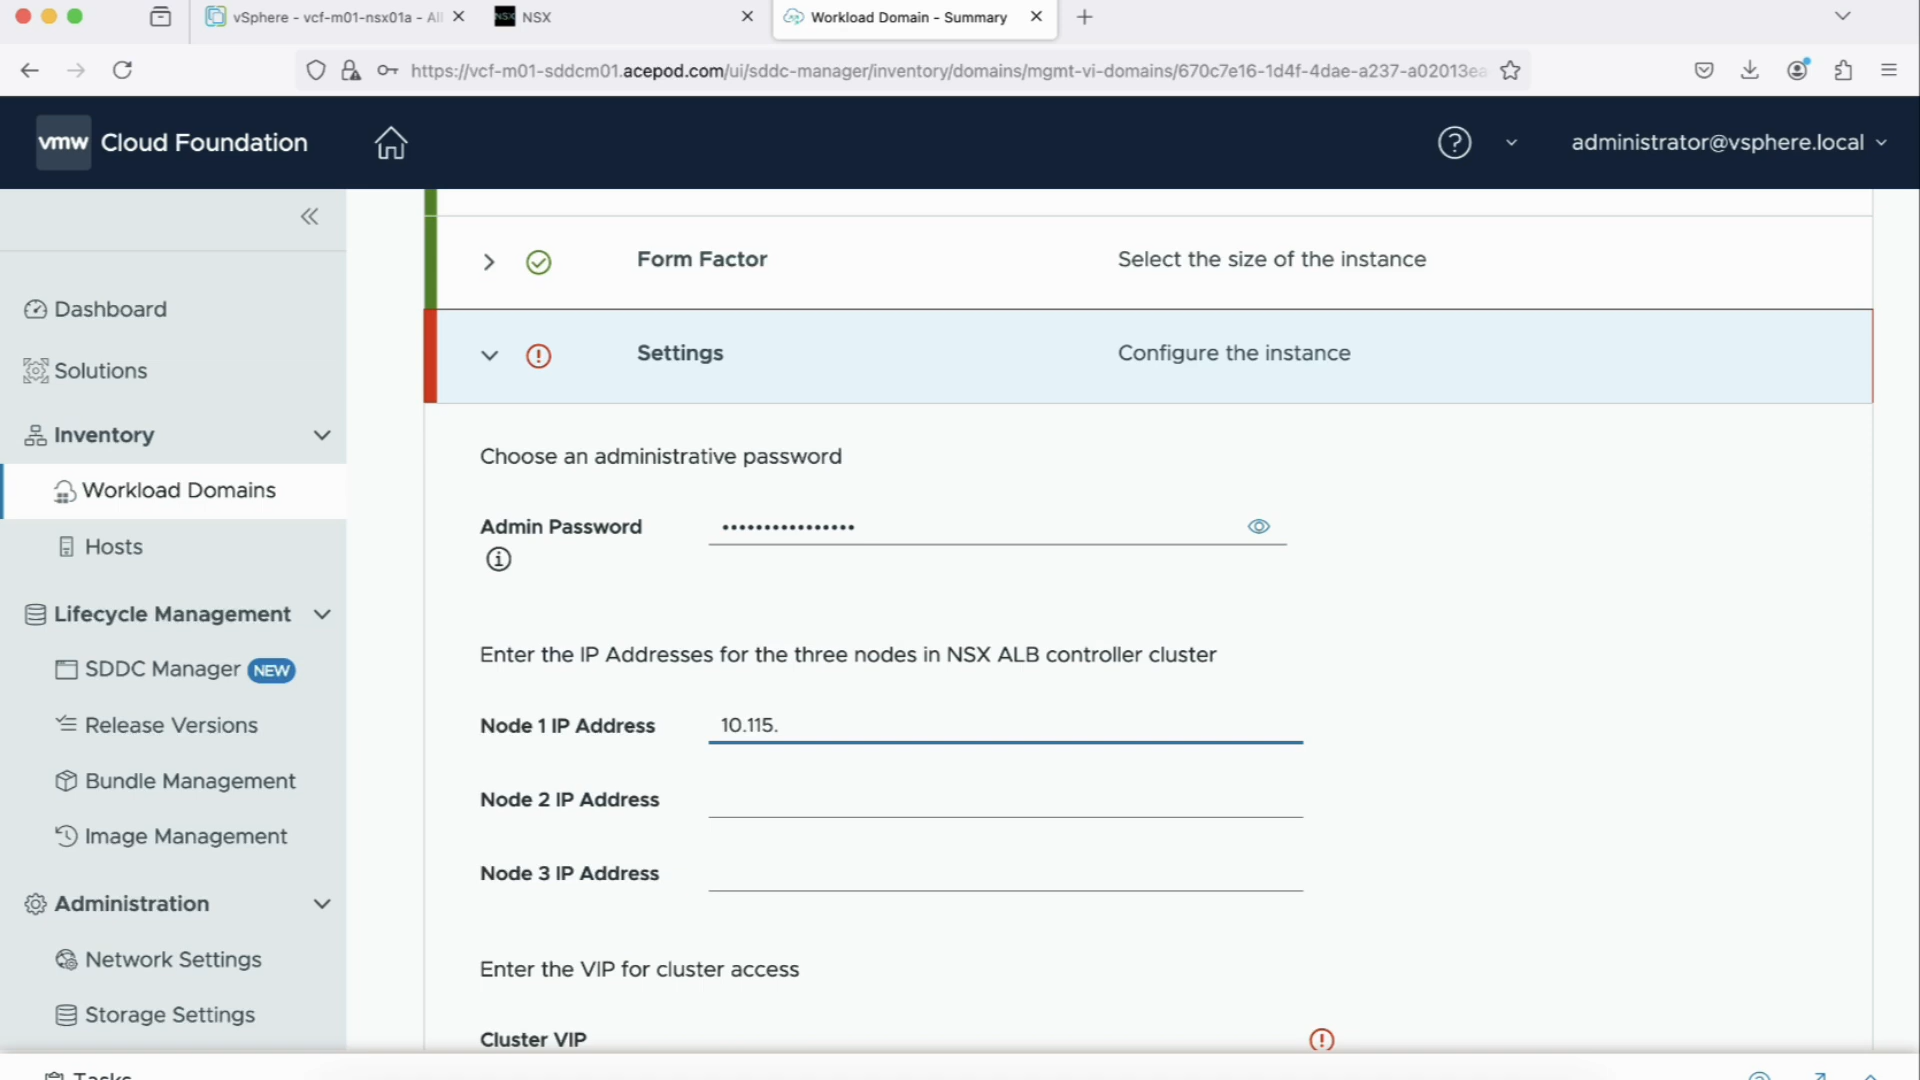 vSphere - vcf-m01-nsx01a - Al
NSX
NSX
Workload Domain - Summary
https://vcf-m01-sddcm01.acepod.com/ui/sddc-manager/inventory/domains/mgmt-vi-domains/670c7e16-1d4f-4dae-a237-a02013ea
vmw
Cloud Foundation
administrator@vsphere.local
Form Factor
Select the size of the instance
Settings
Configure the instance
Dashboard
Solutions
Inventory
Workload Domains
Hosts
Lifecycle Management
SDDC Manager NEW
Release Versions
Bundle Management
Image Management
Administration
Network Settings
Storage Settings
Choose an administrative password
Admin Password
••••••••••••••••
Enter the IP Addresses for the three nodes in NSX ALB controller cluster
Node 1 IP Address
10.115.
Node 2 IP Address
Node 3 IP Address
Enter the VIP for cluster access
Cluster VIP
Tasks